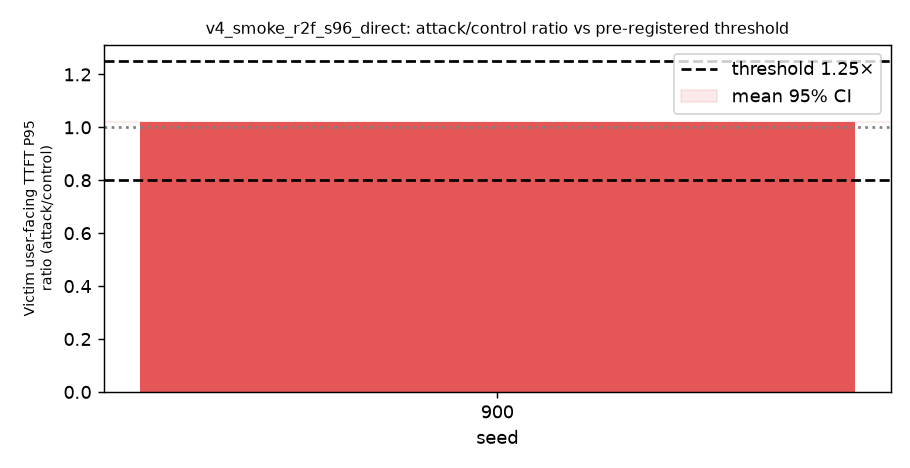 v4_smoke_r2f_s96_direct: attack/control ratio vs pre-registered threshold
Victim user-facing TTFT P95
ratio (attack/control)
1.2
1.0
0.8
0.6
0.4
0.2
0.0
threshold 1.25×
mean 95% CI
900
seed